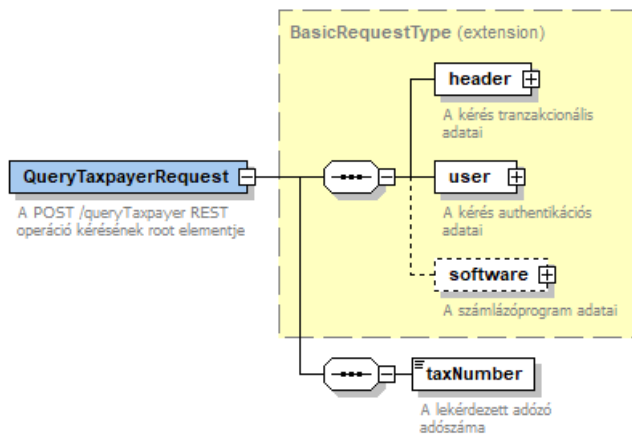 BasicRequestType (extension)
header
A kérés tranzakcionális
adatai
QueryTaxpayerRequest
A POST /queryTaxpayer REST
operáció kérésének root elementje
user
A kérés authentikációs
adatai
software
A számlázóprogram adatai
taxNumber
A lekérdezett adózó
adószáma